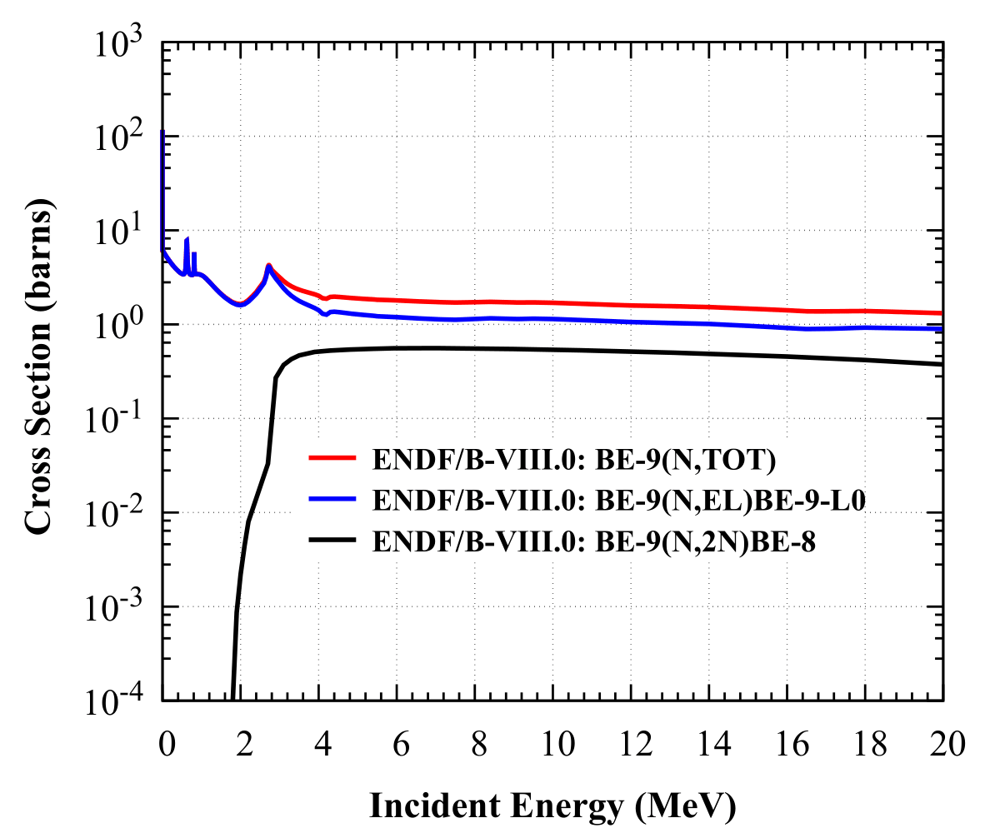 10³
10²
10¹
10⁰
10⁻¹
10⁻²
10⁻³
10⁻⁴
Cross Section (barns)
ENDF/B-VIII.0: BE-9(N,TOT)
ENDF/B-VIII.0: BE-9(N,EL)BE-9-L0
ENDF/B-VIII.0: BE-9(N,2N)BE-8
0 2 4 6 8 10 12 14 16 18 20
Incident Energy (MeV)